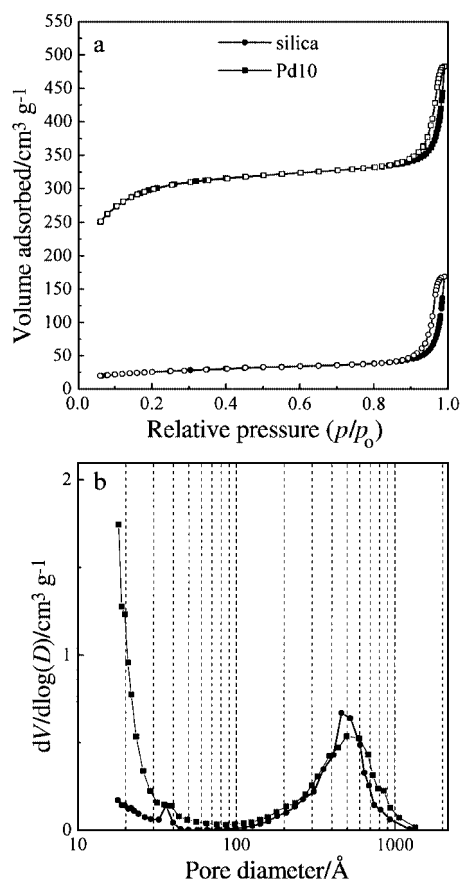 a
silica
Pd10
Volume adsorbed/cm³ g⁻¹
500
450
400
350
300
250
200
150
100
50
0
0.0 0.2 0.4 0.6 0.8 1.0
Relative pressure (p/pₒ)
b
dV/dlog(D)/cm³ g⁻¹
2
1
0
10 100 1000
Pore diameter/Å